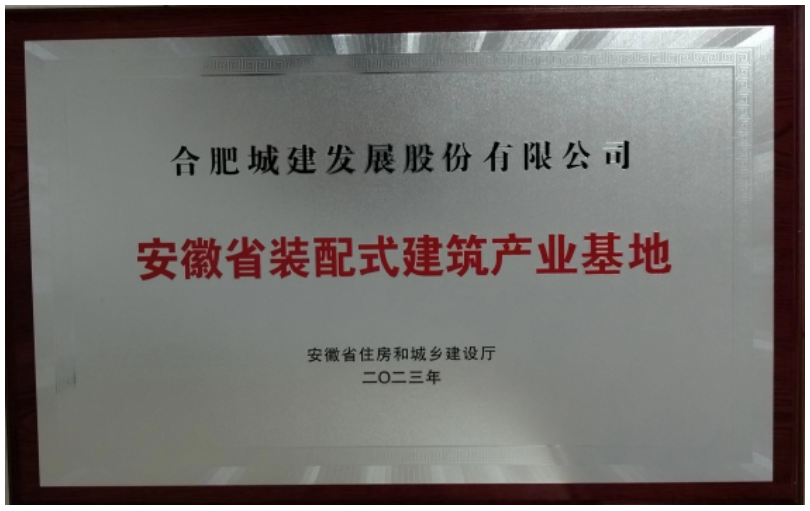 合肥城建发展股份有限公司
安徽省装配式建筑产业基地
安徽省住房和城乡建设厅
二〇二三年